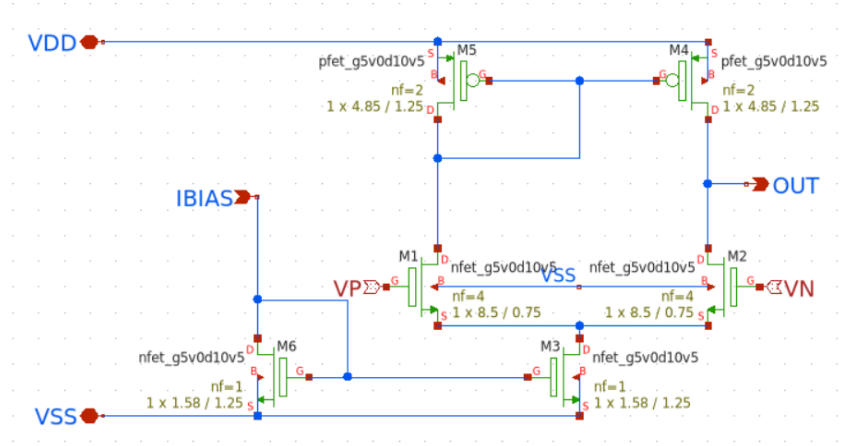 VDD
S
M5
M4
S
pfet_g5v0d10v5
pfet_g5v0d10v5
B
G
G
B
nf=2
nf=2
1 x 4.85 / 1.25
D
D
1 x 4.85 / 1.25
IBIAS
OUT
M1
M2
D
nfet_g5v0d10v5
VSS
nfet_g5v0d10v5
D
VP
G
B
B
G
VN
nf=4
nf=4
S
1 x 8.5 / 0.75
1 x 8.5 / 0.75
S
M6
M3
nfet_g5v0d10v5
D
D
nfet_g5v0d10v5
B
G
G
B
nf=1
nf=1
1 x 1.58 / 1.25
S
S
1 x 1.58 / 1.25
VSS